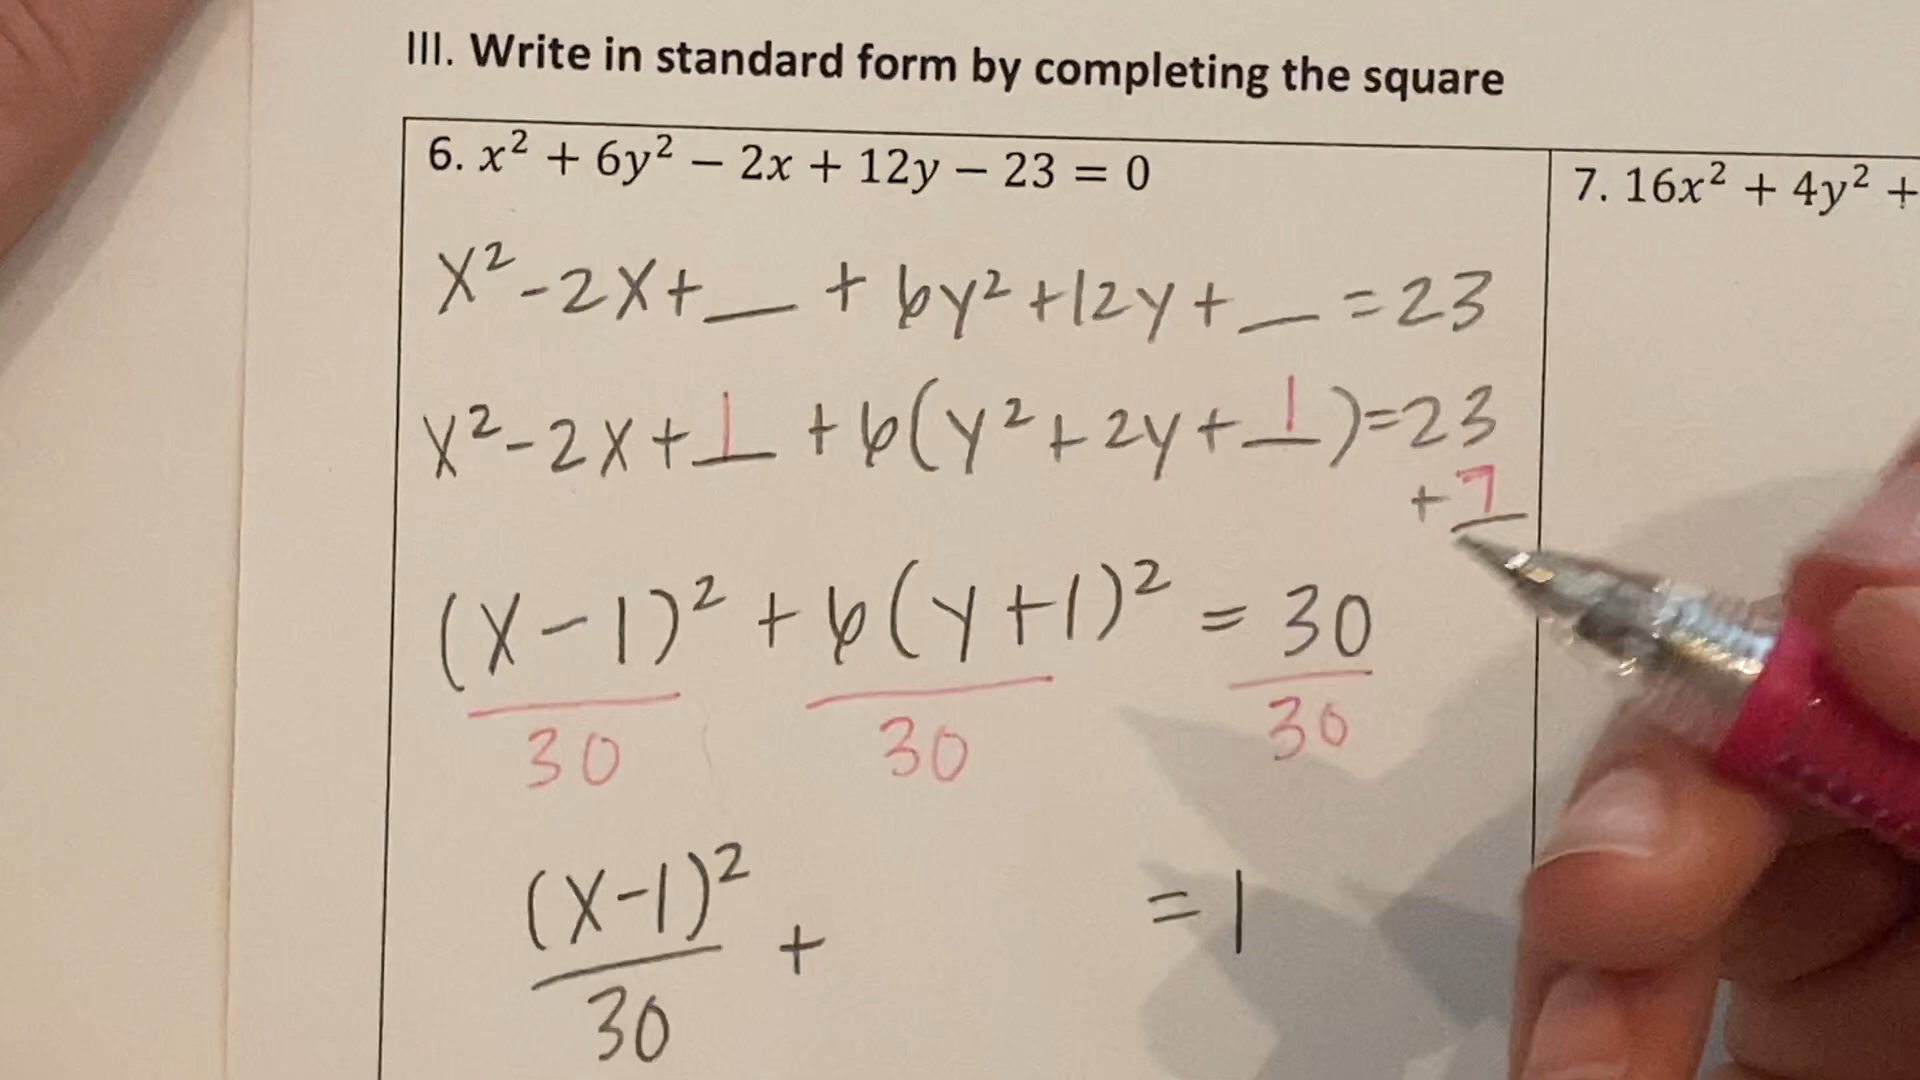 III. Write in standard form by completing the square
6. x² + 6y² − 2x + 12y − 23 = 0
7. 16x² + 4y² +
x² - 2x + __ + 6y² + 12y + __ = 23
x² - 2x + 1 + 6(y² + 2y + 1) = 23
+ 7
(x - 1)² + 6(y + 1)² = 30
30 30 30
(x - 1)² + = 1
30